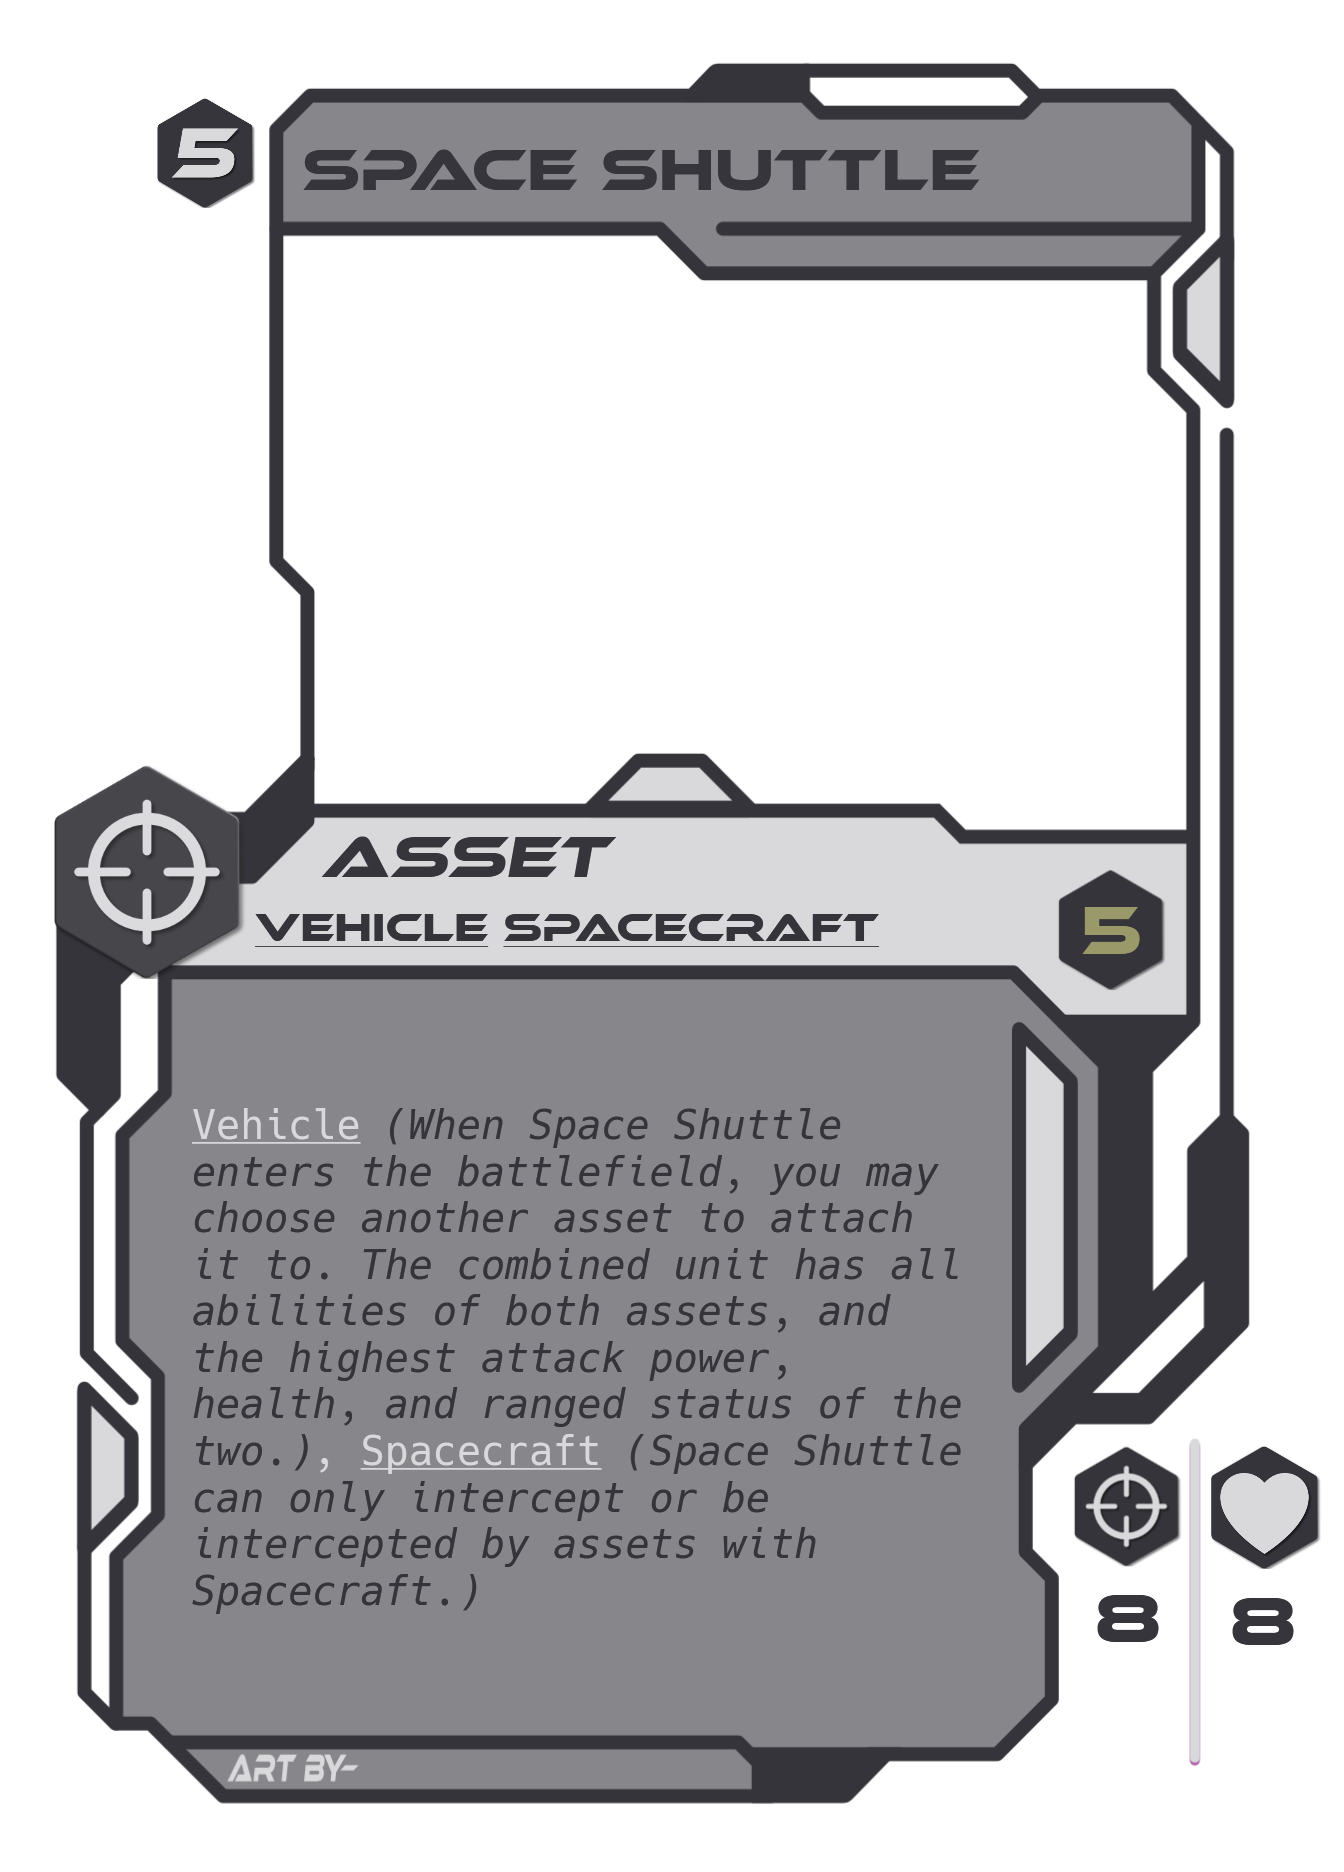 5
SPACE SHUTTLE
ASSET
VEHICLE SPACECRAFT
5
Vehicle (When Space Shuttle
enters the battlefield, you may
choose another asset to attach
it to. The combined unit has all
abilities of both assets, and
the highest attack power,
health, and ranged status of the
two.), Spacecraft (Space Shuttle
can only intercept or be
intercepted by assets with
Spacecraft.)
8 8
ART BY-